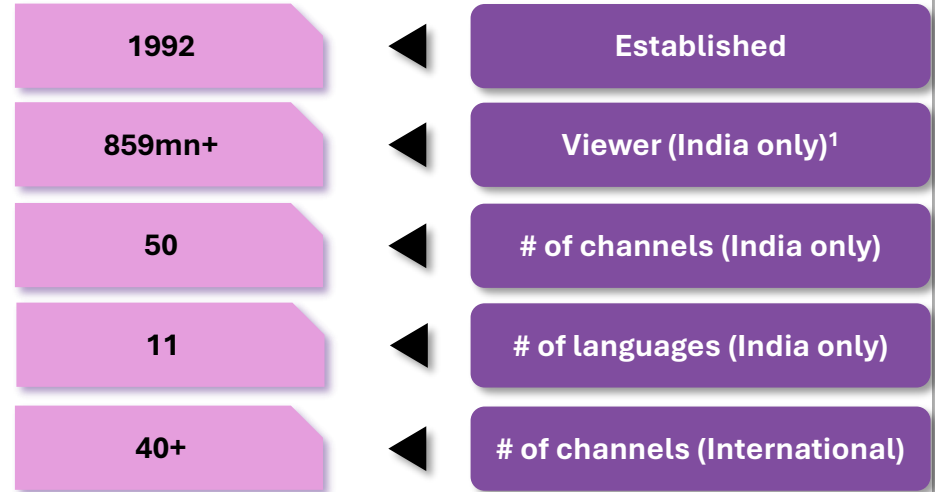 1992
Established
859mn+
Viewer (India only)¹
50
# of channels (India only)
11
# of languages (India only)
40+
# of channels (International)